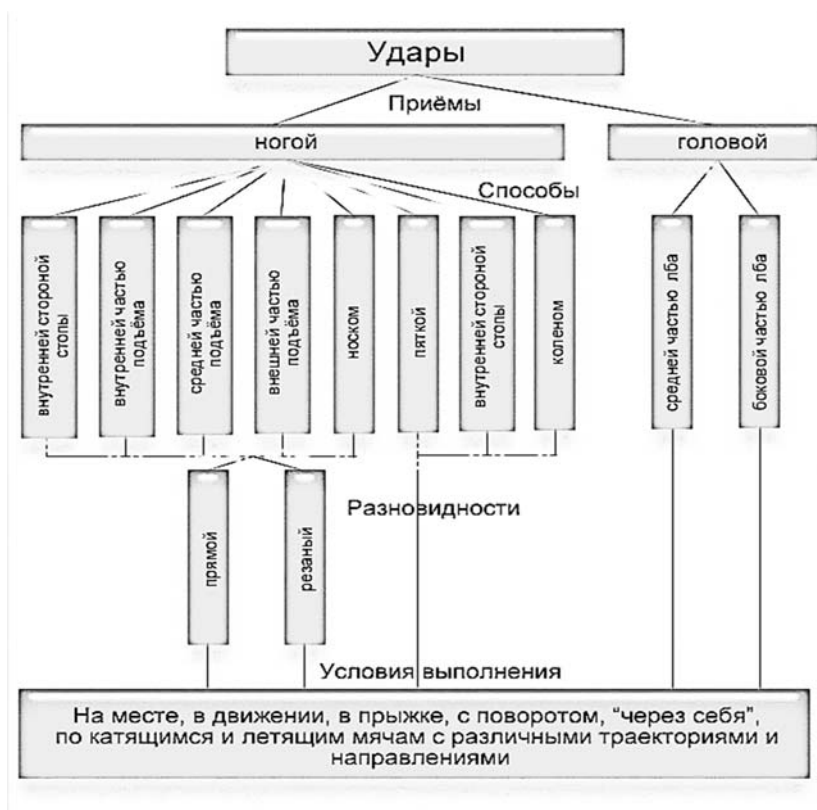 Удары
Приёмы
ногой
головой
Способы
внутренней стороной
стопы
внутренней частью
подъёма
средней частью
подъёма
внешней частью
подъёма
носком
пяткой
внутренней стороной
стопы
коленом
средней частью лба
боковой частью лба
Разновидности
прямой
резаный
Условия выполнения
На месте, в движении, в прыжке, с поворотом, "через себя",
по катящимся и летящим мячам с различными траекториями и
направлениями